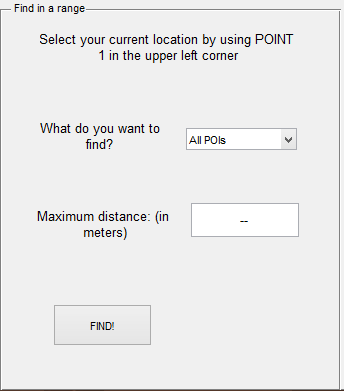 Find in a range
Select your current location by using POINT
1 in the upper left corner
What do you want to
find?
All POIs
Maximum distance: (in
meters)
--
FIND!